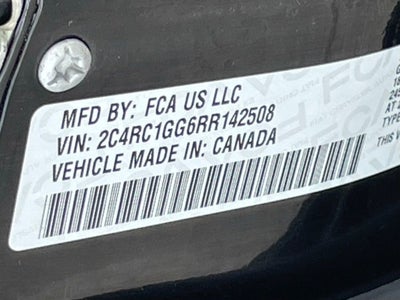 MFD BY: FCA US LLC
VIN: 2C4RC1GG6RR142508
VEHICLE MADE IN: CANADA